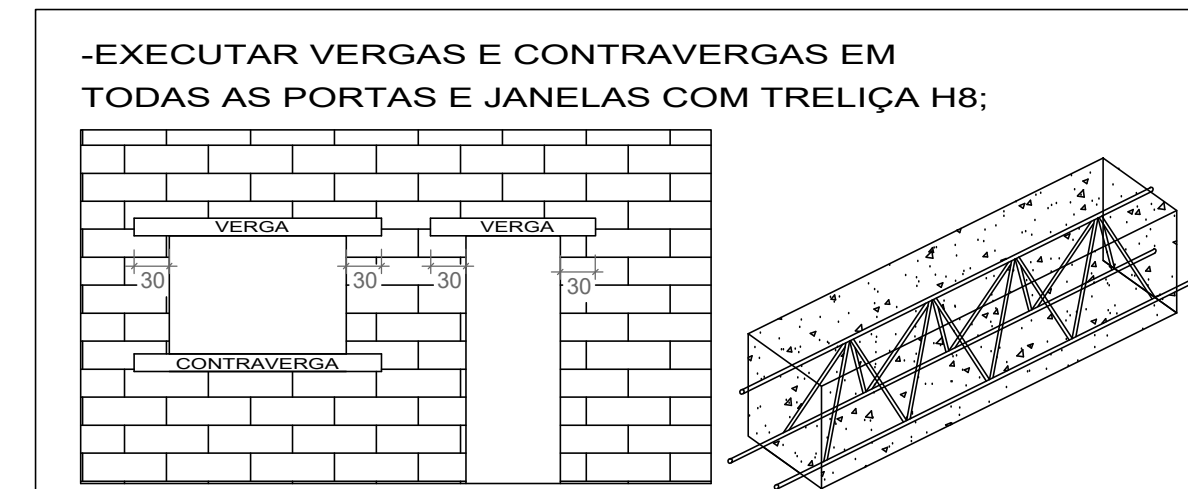 -EXECUTAR VERGAS E CONTRAVERGAS EM
TODAS AS PORTAS E JANELAS COM TRELIÇA H8;
VERGA VERGA
30 30 30 30
CONTRAVERGA